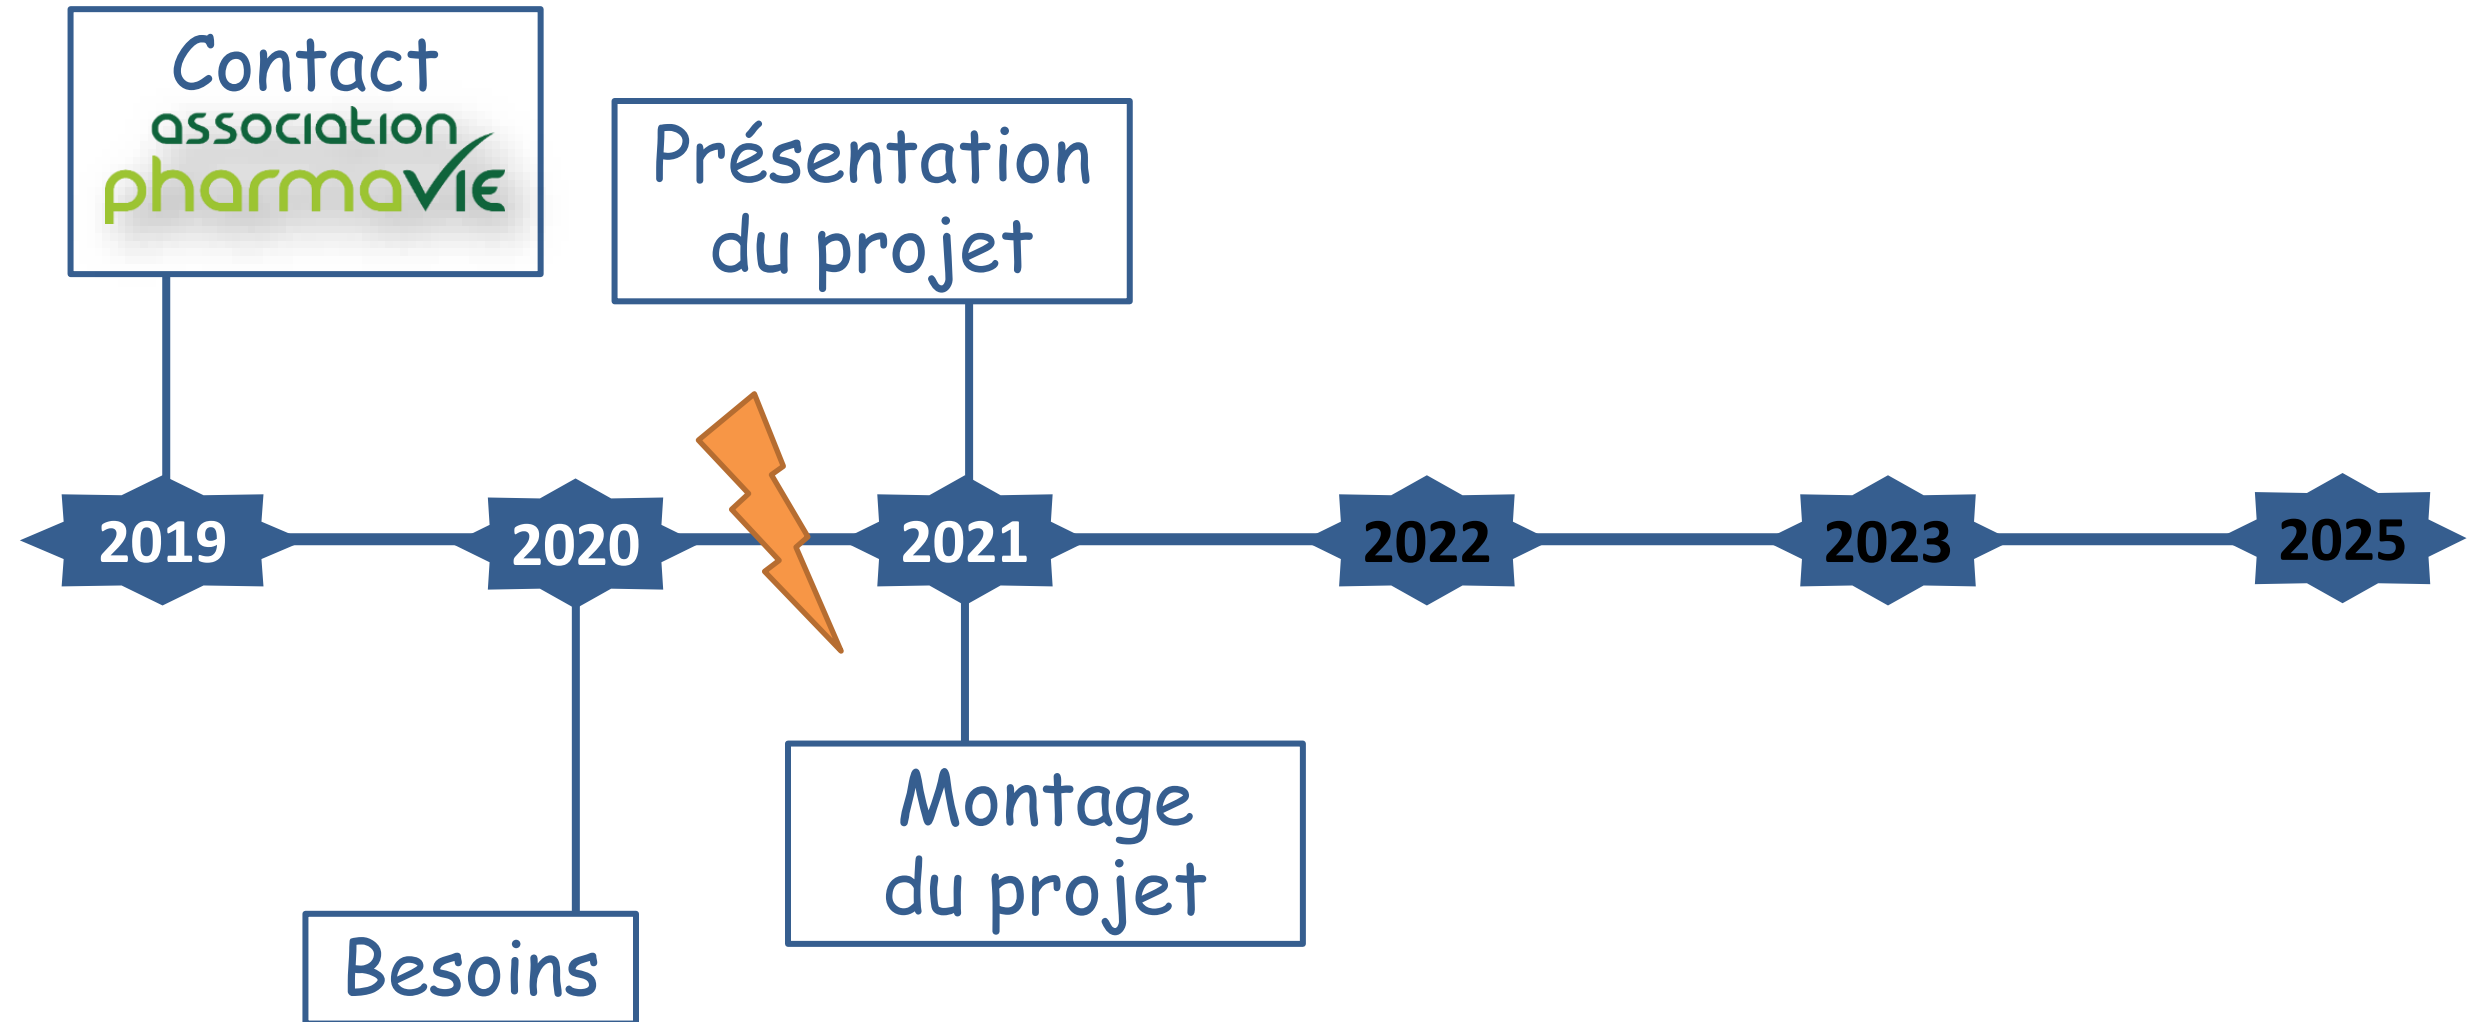 Contact
association
pharmavie
Présentation
du projet
2019
2020
2021
2022
2023
2025
Montage
du projet
Besoins